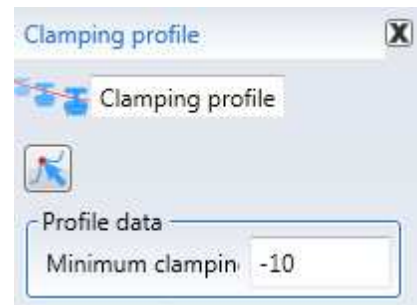 Clamping profile X
Clamping profile
Profile data
Minimum clampin -10